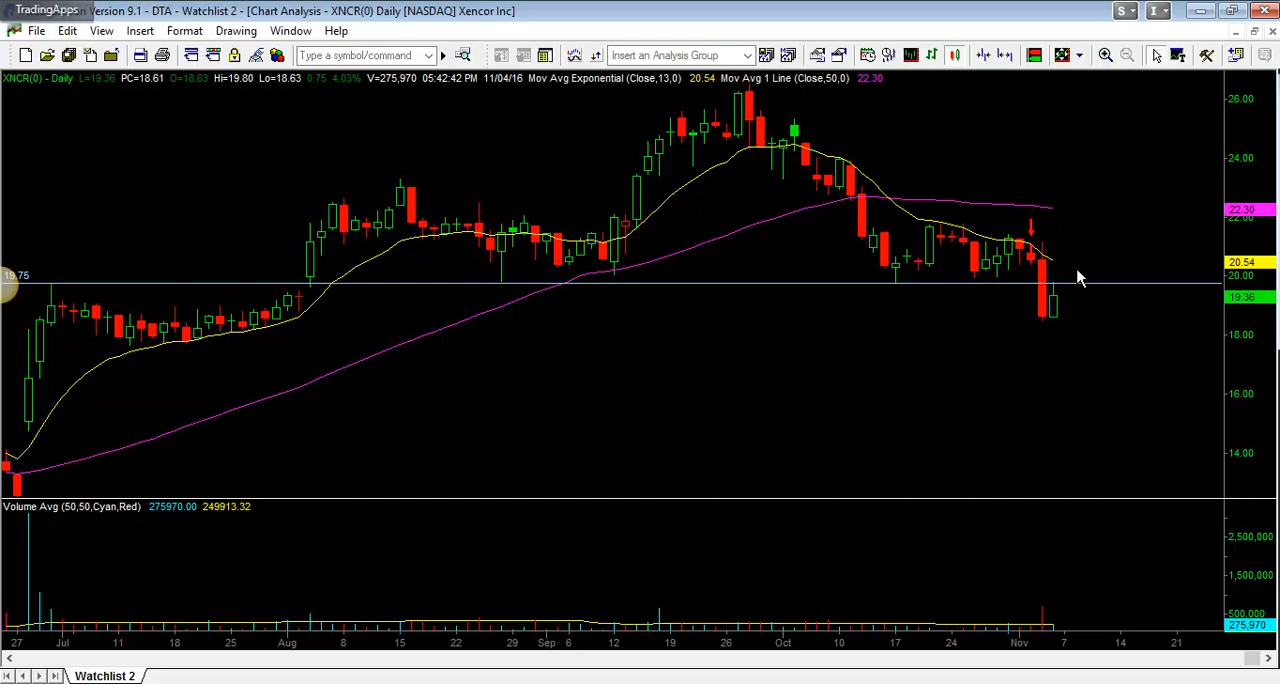 TradingApps on Version 9.1 - DTA - Watchlist 2 - [Chart Analysis - XNCR(0) Daily [NASDAQ] Xencor Inc] S I
File Edit View Insert Format Drawing Window Help
Type a symbol/command Insert an Analysis Group
XNCR(0) - Daily L=19.36 PC=18.61 O=18.63 Hi=19.80 Lo=18.63 0.75 4.03% V=275,970 05:42:42 PM 11/04/16 Mov Avg Exponential (Close,13,0) 20.54 Mov Avg 1 Line (Close,50,0) 22.30
26.00
24.00
22.30
22.00
20.54
19.75
20.00
19.36
18.00
16.00
14.00
Volume Avg (50,50,Cyan,Red) 275970.00 249913.32
2,500,000
1,500,000
500,000
275,970
27 Jul 11 18 25 Aug 8 15 22 29 Sep 6 12 19 26 Oct 10 17 24 Nov 7 14 21
Watchlist 2